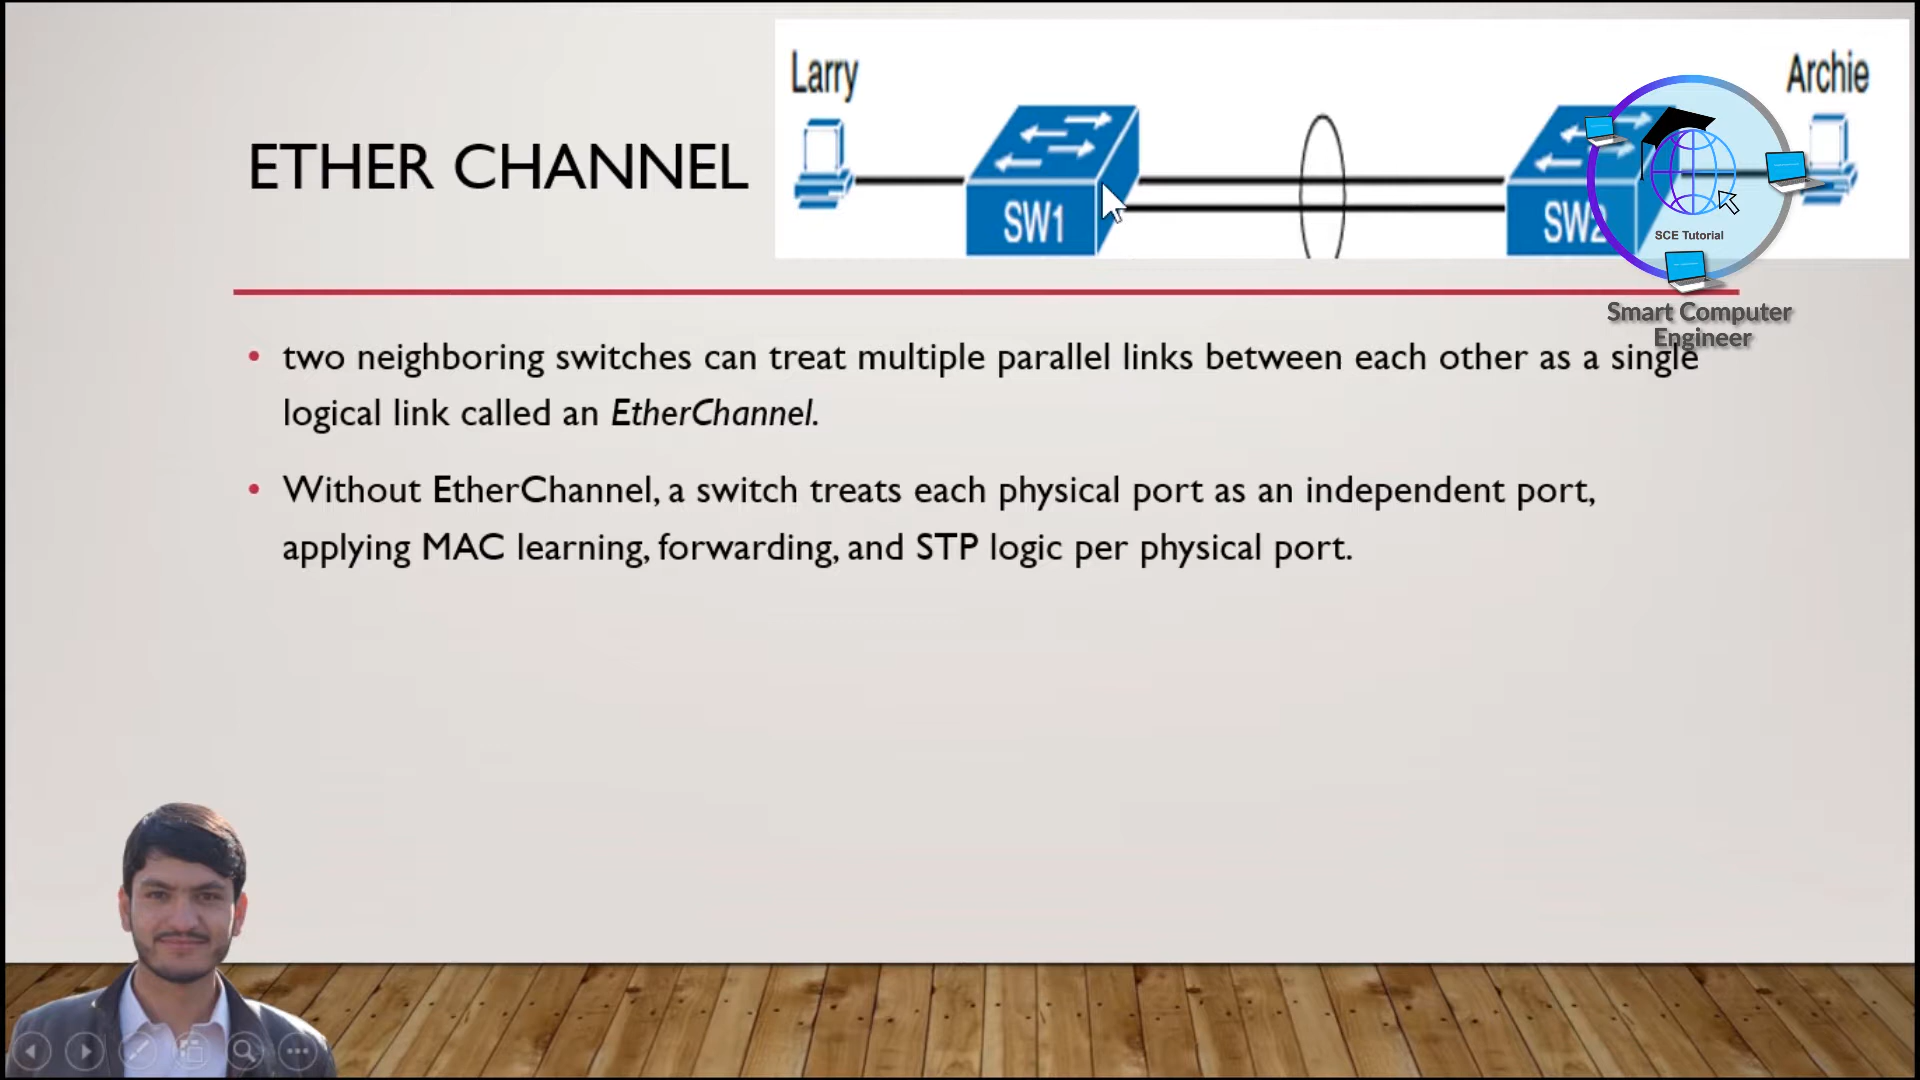 Larry
Archie
ETHER CHANNEL
SW1
SW2
SCE Tutorial
Smart Computer
Engineer
• two neighboring switches can treat multiple parallel links between each other as a single
logical link called an EtherChannel.
• Without EtherChannel, a switch treats each physical port as an independent port,
applying MAC learning, forwarding, and STP logic per physical port.